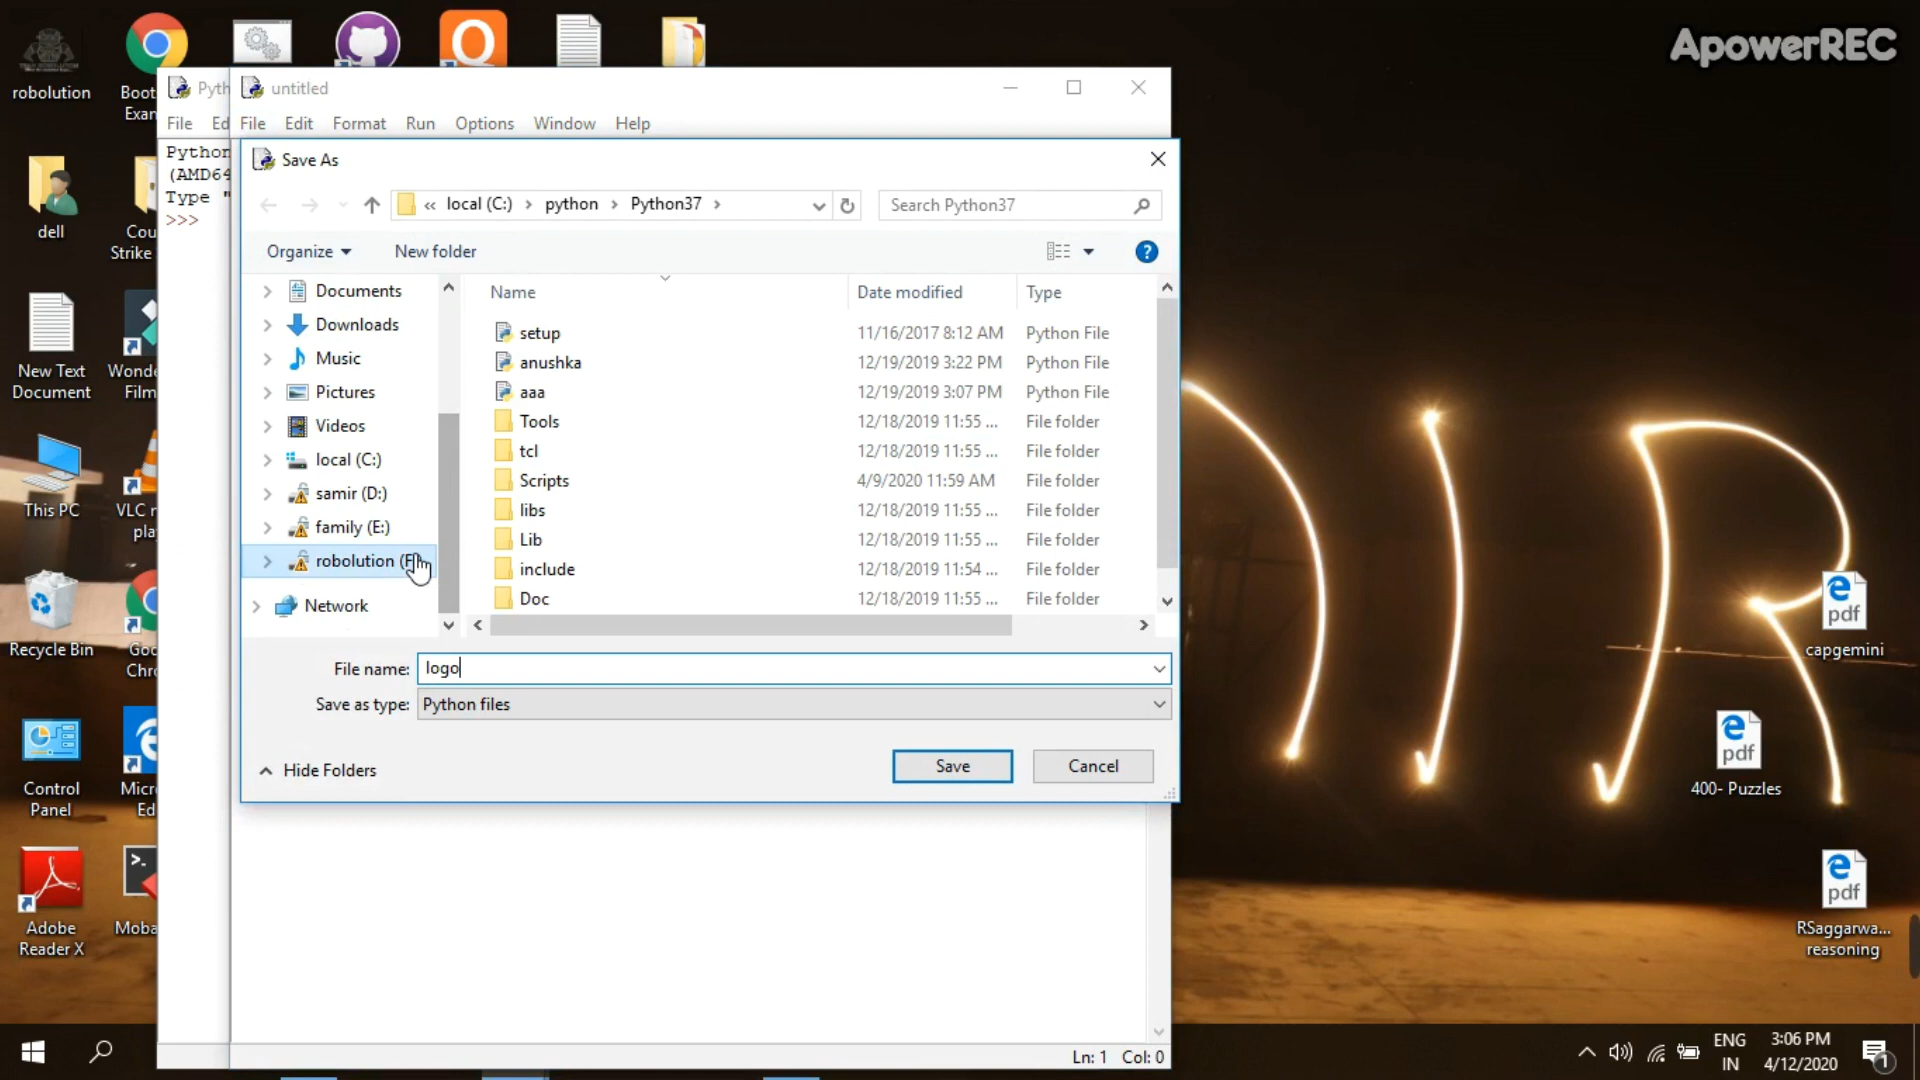 ApowerREC
robolution
Boot
Exan
dell
Cou
Strike
New Text
Document
Wonde
Film
This PC
VLC m
play
Recycle Bin
Goo
Chro
Control
Panel
Micr
Ed
Adobe
Reader X
Moba
Pyth
File Ed
Python
(AMD64
Type "
>>>
untitled
File Edit Format Run Options Window Help
Save As
« local (C:) › python › Python37 ›
Search Python37
Organize
New folder
?
Documents
Downloads
Music
Pictures
Videos
local (C:)
samir (D:)
family (E:)
robolution (F
Network
Name Date modified Type
setup 11/16/2017 8:12 AM Python File
anushka 12/19/2019 3:22 PM Python File
aaa 12/19/2019 3:07 PM Python File
Tools 12/18/2019 11:55 ... File folder
tcl 12/18/2019 11:55 ... File folder
Scripts 4/9/2020 11:59 AM File folder
libs 12/18/2019 11:55 ... File folder
Lib 12/18/2019 11:55 ... File folder
include 12/18/2019 11:54 ... File folder
Doc 12/18/2019 11:55 ... File folder
File name: logo
Save as type: Python files
Hide Folders
Save
Cancel
Ln: 1 Col: 0
pdf
capgemini
pdf
400- Puzzles
pdf
RSaggarwa...
reasoning
ENG
IN
3:06 PM
4/12/2020
1